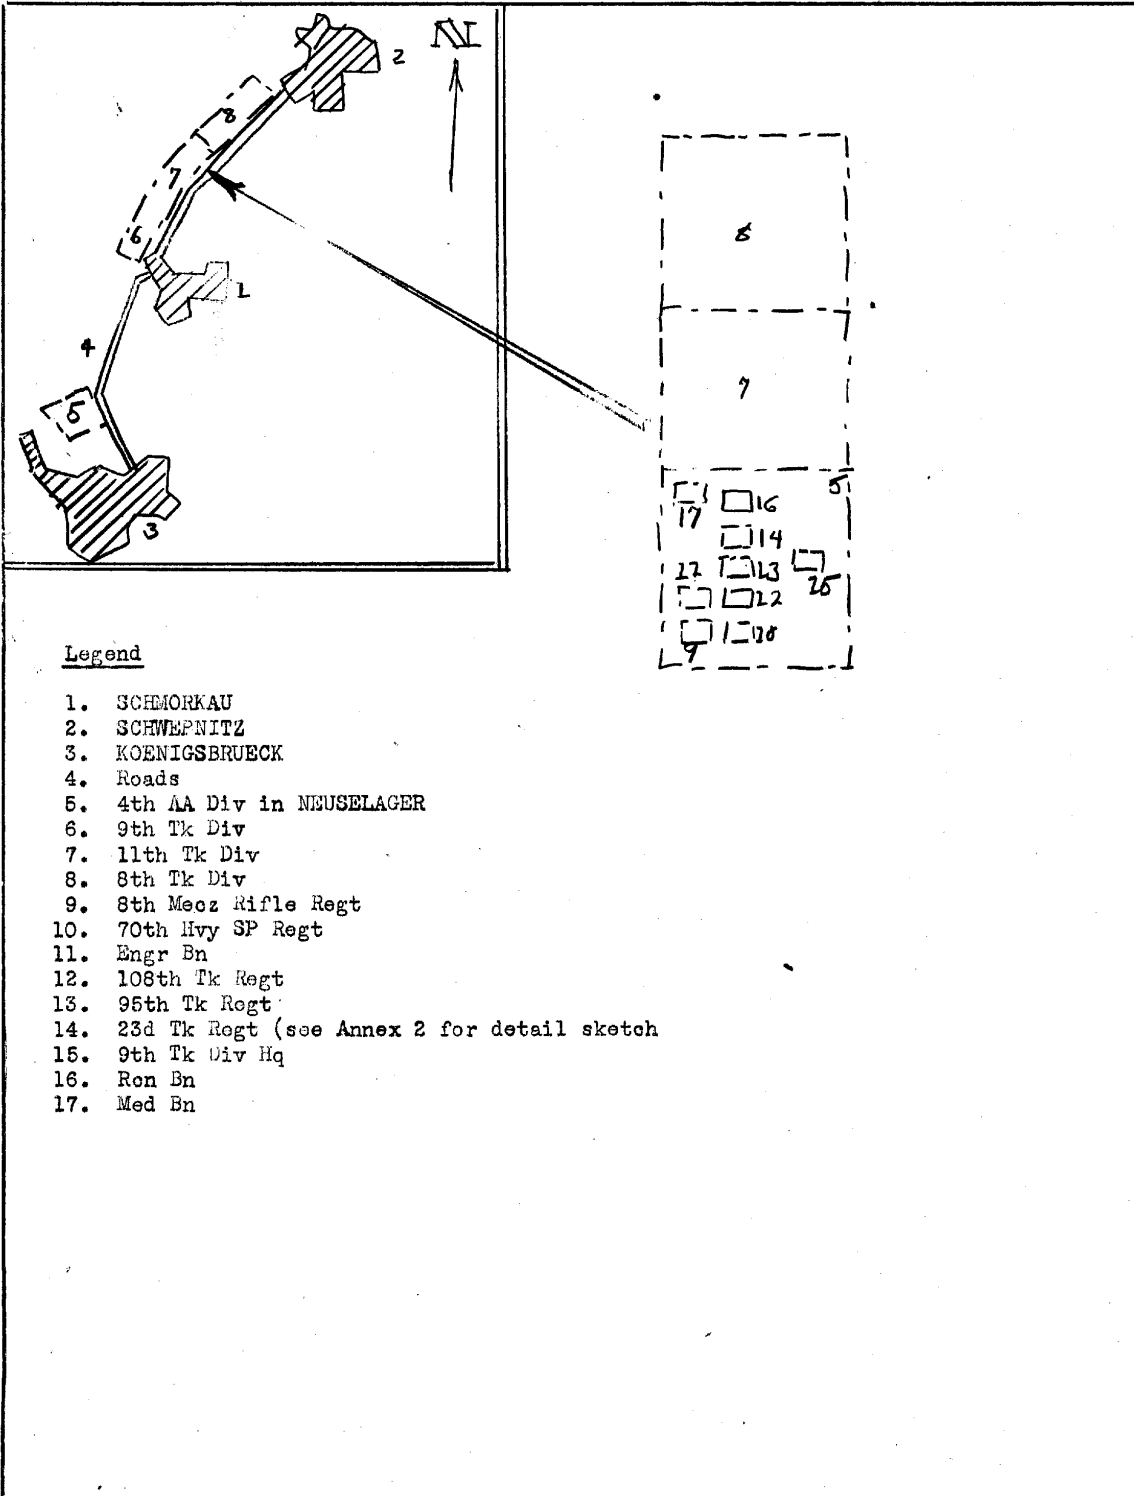 N
2
8
7
6
1
4
5
3
8
7
5
17
16
14
13
15
9
Legend
1. SCHMORKAU
2. SCHWEPNITZ
3. KOENIGSBRUECK
4. Roads
5. 4th AA Div in NEUSELAGER
6. 9th Tk Div
7. 11th Tk Div
8. 8th Tk Div
9. 8th Mecz Rifle Regt
10. 70th Hvy SP Regt
11. Engr Bn
12. 108th Tk Regt
13. 95th Tk Regt
14. 23d Tk Regt (see Annex 2 for detail sketch
15. 9th Tk Div Hq
16. Rcn Bn
17. Med Bn